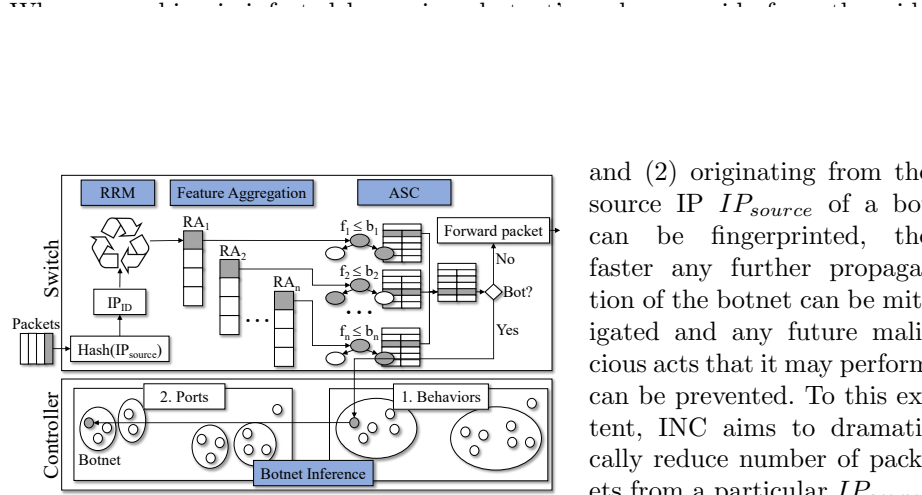 RRM
Feature Aggregation
ASC
Switch
RA1
RA2
RAn
. . .
f1 ≤ b1
f2 ≤ b2
. . .
fn ≤ bn
Forward packet
No
Bot?
Yes
IPID
Packets
Hash(IPsource)
Controller
2. Ports
1. Behaviors
Botnet
Botnet Inference
and (2) originating from the
source IP IPsource of a bot
can be fingerprinted, the
faster any further propaga-
tion of the botnet can be mit-
igated and any future mali-
cious acts that it may perform
can be prevented. To this ex-
tent, INC aims to dramati-
cally reduce number of pack-
ets from a particular